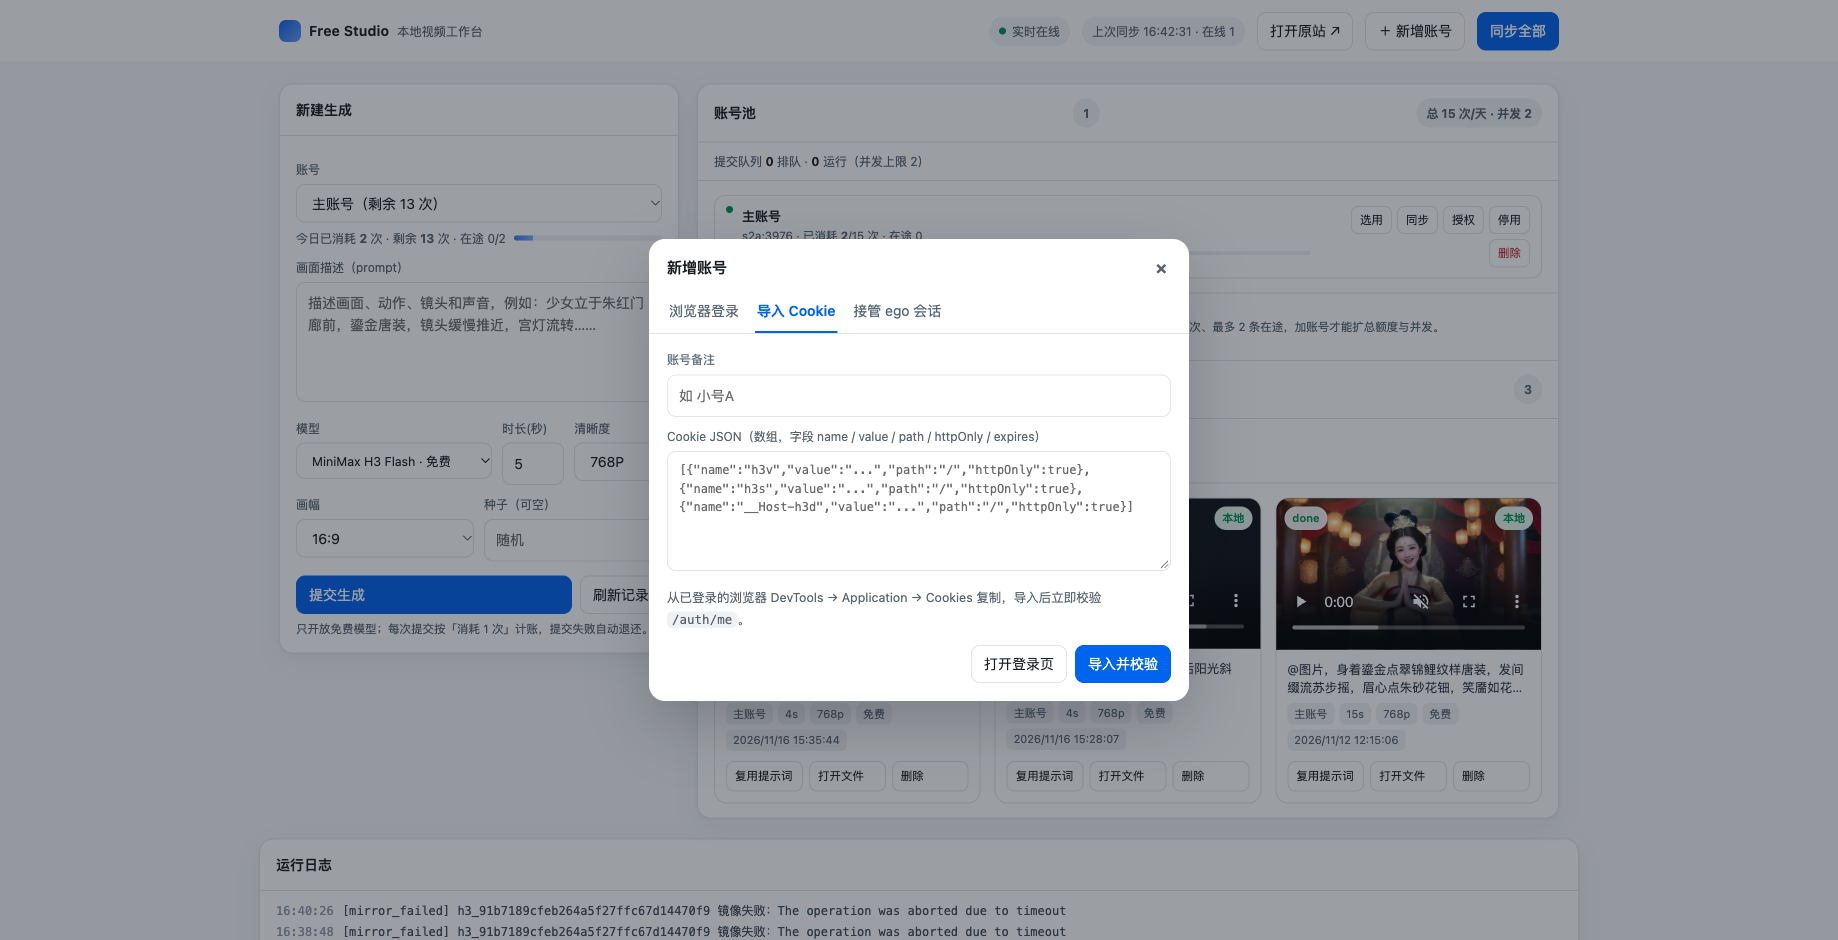 Free Studio 本地视频工作台
实时在线
上次同步 16:42:31 · 在线 1
打开原站 ↗
＋ 新增账号
同步全部
新建生成
账号
主账号（剩余 13 次）
今日已消耗 2 次 · 剩余 13 次 · 在途 0/2
画面描述（prompt）
描述画面、动作、镜头和声音，例如：少女立于朱红门
廊前，鎏金唐装，镜头缓慢推近，宫灯流转……
模型
时长(秒)
清晰度
MiniMax H3 Flash · 免费
5
768P
画幅
种子（可空）
16:9
随机
提交生成
刷新记录
只开放免费模型；每次提交按「消耗 1 次」计账，提交失败自动退还。
账号池
1
总 15 次/天 · 并发 2
提交队列 0 排队 · 0 运行（并发上限 2）
主账号
s2a:3976 · 已消耗 2/15 次 · 在途 0
选用
同步
授权
停用
删除
次、最多 2 条在途，加账号才能扩总额度与并发。
3
新增账号
×
浏览器登录
导入 Cookie
接管 ego 会话
账号备注
如 小号A
Cookie JSON（数组，字段 name / value / path / httpOnly / expires）
[{"name":"h3v","value":"...","path":"/","httpOnly":true},
{"name":"h3s","value":"...","path":"/","httpOnly":true},
{"name":"__Host-h3d","value":"...","path":"/","httpOnly":true}]
从已登录的浏览器 DevTools → Application → Cookies 复制，导入后立即校验
/auth/me 。
打开登录页
导入并校验
本地
done
本地
0:00
阳光斜
@图片，身着鎏金点翠锦鲤纹样唐装，发间
缀流苏步摇，眉心点朱砂花钿，笑靥如花...
主账号 4s 768p 免费
2026/11/16 15:35:44
复用提示词 打开文件 删除
主账号 4s 768p 免费
2026/11/16 15:28:07
复用提示词 打开文件 删除
主账号 15s 768p 免费
2026/11/12 12:15:06
复用提示词 打开文件 删除
运行日志
16:40:26 [mirror_failed] h3_91b7189cfeb264a5f27ffc67d14470f9 镜像失败：The operation was aborted due to timeout
16:38:48 [mirror_failed] h3_91b7189cfeb264a5f27ffc67d14470f9 镜像失败：The operation was aborted due to timeout